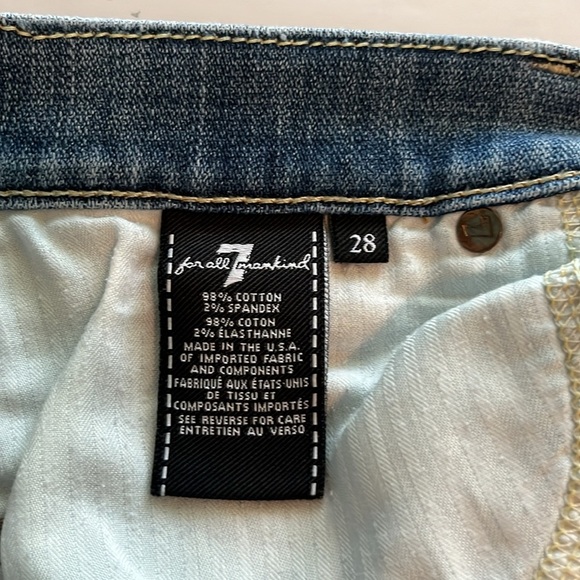 for all 7 mankind
28
98% COTTON
2% SPANDEX
98% COTON
2% ÉLASTHANNE
MADE IN THE U.S.A.
OF IMPORTED FABRIC
AND COMPONENTS
FABRIQUÉ AUX ÉTATS-UNIS
DE TISSU ET
COMPOSANTS IMPORTÉS
SEE REVERSE FOR CARE
ENTRETIEN AU VERSO
7